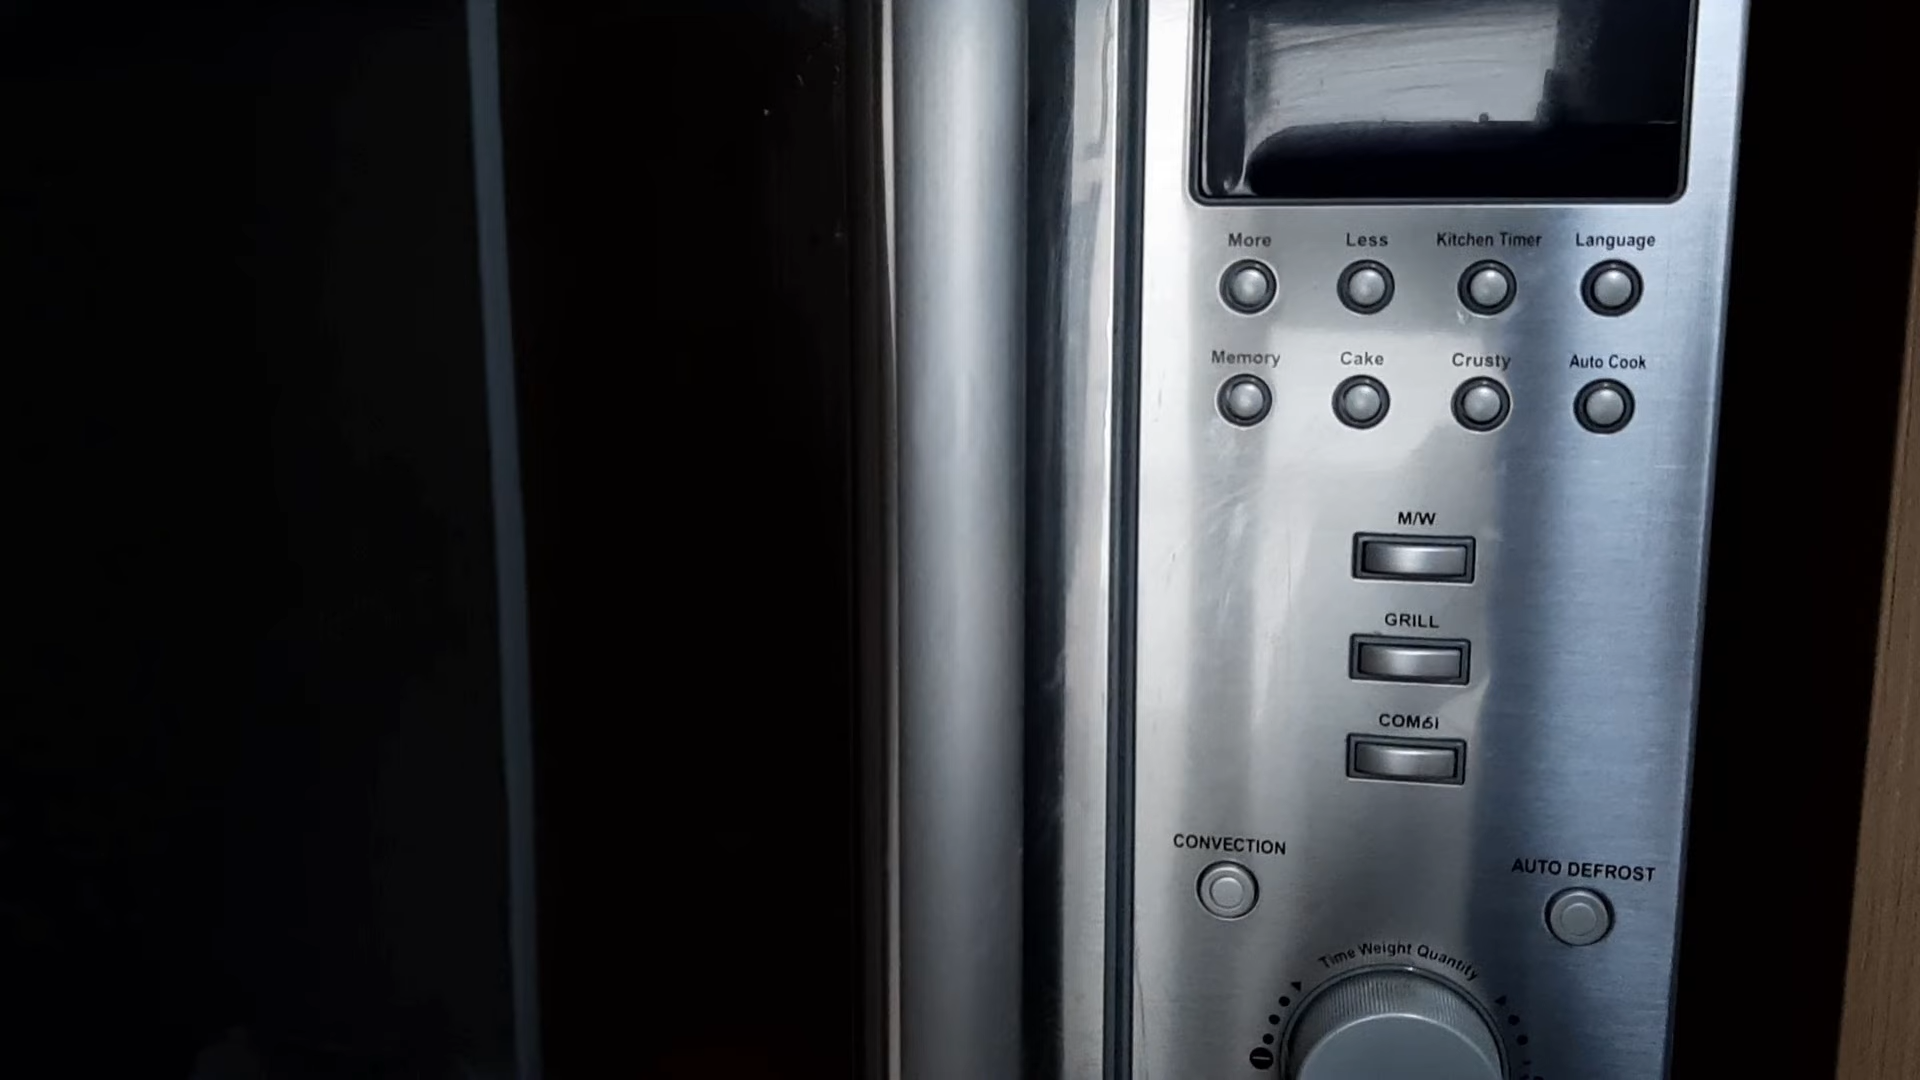 More Less Kitchen Timer Language
Memory Cake Crusty Auto Cook
M/W
GRILL
COMBI
CONVECTION
AUTO DEFROST
Time Weight Quantity